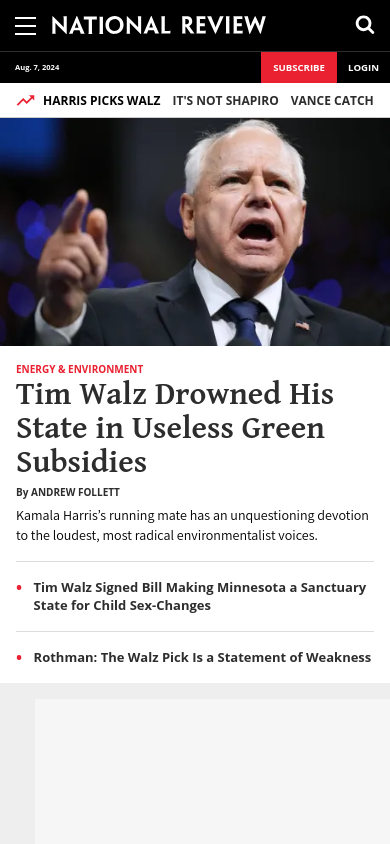 NATIONAL REVIEW
Aug. 7, 2024
SUBSCRIBE
LOGIN
HARRIS PICKS WALZ IT'S NOT SHAPIRO VANCE CATCH
ENERGY & ENVIRONMENT
Tim Walz Drowned His
State in Useless Green
Subsidies
By ANDREW FOLLETT
Kamala Harris’s running mate has an unquestioning devotion
to the loudest, most radical environmentalist voices.
• Tim Walz Signed Bill Making Minnesota a Sanctuary
State for Child Sex-Changes
• Rothman: The Walz Pick Is a Statement of Weakness